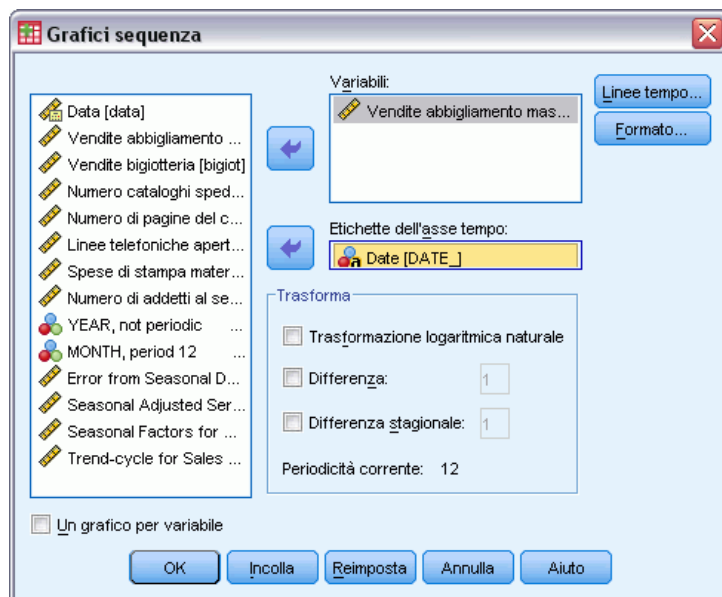 Grafici sequenza
Data [data]
Vendite abbigliamento ...
Vendite bigiotteria [bigiot]
Numero cataloghi sped...
Numero di pagine del c...
Linee telefoniche apert...
Spese di stampa mater...
Numero di addetti al se...
YEAR, not periodic ...
MONTH, period 12 ...
Error from Seasonal D...
Seasonal Adjusted Ser...
Seasonal Factors for ...
Trend-cycle for Sales ...
Un grafico per variabile
Variabili:
Vendite abbigliamento mas...
Etichette dell'asse tempo:
Date [DATE_]
Trasforma
Trasformazione logaritmica naturale
Differenza: 1
Differenza stagionale: 1
Periodicità corrente: 12
Linee tempo...
Formato...
OK
Incolla
Reimposta
Annulla
Aiuto